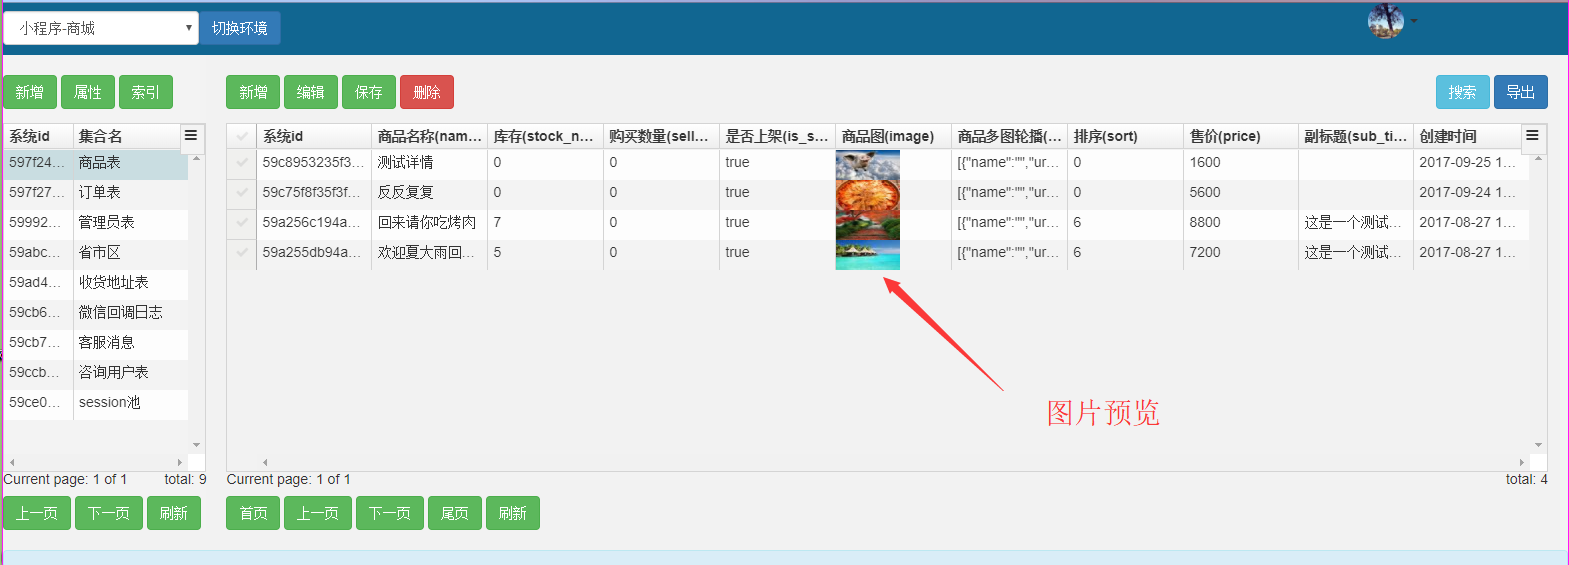 小程序-商城 切换环境
新增 属性 索引 新增 编辑 保存 删除 搜索 导出
系统id 集合名 系统id 商品名称(nam... 库存(stock_n... 购买数量(sell... 是否上架(is_s... 商品图(image) 商品多图轮播(... 排序(sort) 售价(price) 副标题(sub_ti... 创建时间
597f24... 商品表 59c8953235f3... 测试详情 0 0 true [{"name":"","ur... 0 1600 2017-09-25 1...
597f27... 订单表 59c75f8f35f3f... 反反复复 0 0 true [{"name":"","ur... 0 5600 2017-09-24 1...
59992... 管理员表 59a256c194a... 回来请你吃烤肉 7 0 true [{"name":"","ur... 6 8800 这是一个测试... 2017-08-27 1...
59abc... 省市区 59a255db94a... 欢迎夏大雨回... 5 0 true [{"name":"","ur... 6 7200 这是一个测试... 2017-08-27 1...
59ad4... 收货地址表
59cb6... 微信回调日志
59cb7... 客服消息
59ccb... 咨询用户表
59ce0... session池
图片预览
Current page: 1 of 1 total: 9 Current page: 1 of 1 total: 4
上一页 下一页 刷新 首页 上一页 下一页 尾页 刷新